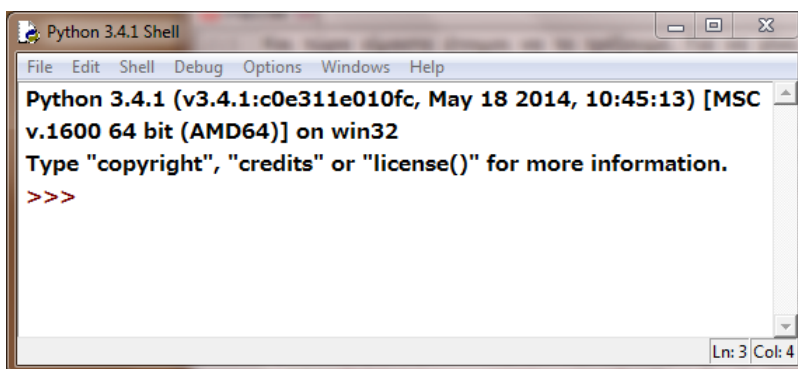 Python 3.4.1 Shell
File Edit Shell Debug Options Windows Help
Python 3.4.1 (v3.4.1:c0e311e010fc, May 18 2014, 10:45:13) [MSC
v.1600 64 bit (AMD64)] on win32
Type "copyright", "credits" or "license()" for more information.
>>>
Ln: 3 Col: 4